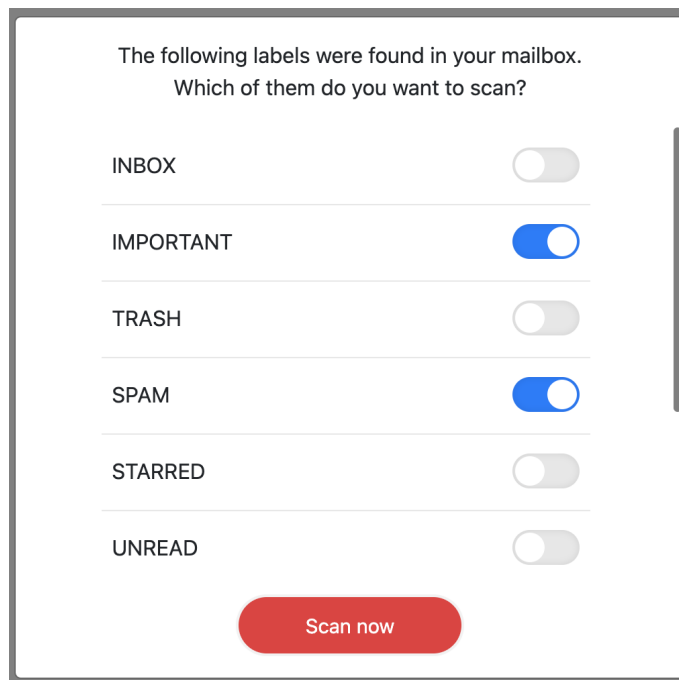 The following labels were found in your mailbox.
Which of them do you want to scan?
INBOX
IMPORTANT
TRASH
SPAM
STARRED
UNREAD
Scan now